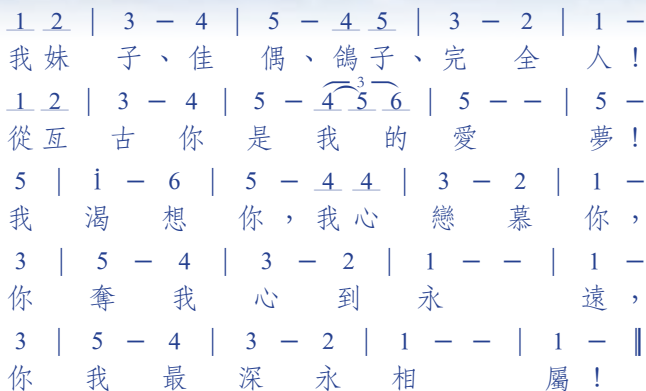 1 2 | 3 − 4 | 5 − 4 5 | 3 − 2 | 1 −
我妹 子、佳 偶、鴿子、完 全 人！
3
1 2 | 3 − 4 | 5 − 4 5 6 | 5 − − | 5 −
從亙 古 你 是 我 的 愛 夢！
5 | i̇ − 6 | 5 − 4 4 | 3 − 2 | 1 −
我 渴 想 你，我心 戀 慕 你，
3 | 5 − 4 | 3 − 2 | 1 − − | 1 −
你 奪 我 心 到 永 遠，
3 | 5 − 4 | 3 − 2 | 1 − − | 1 − ‖
你 我 最 深 永 相 屬！